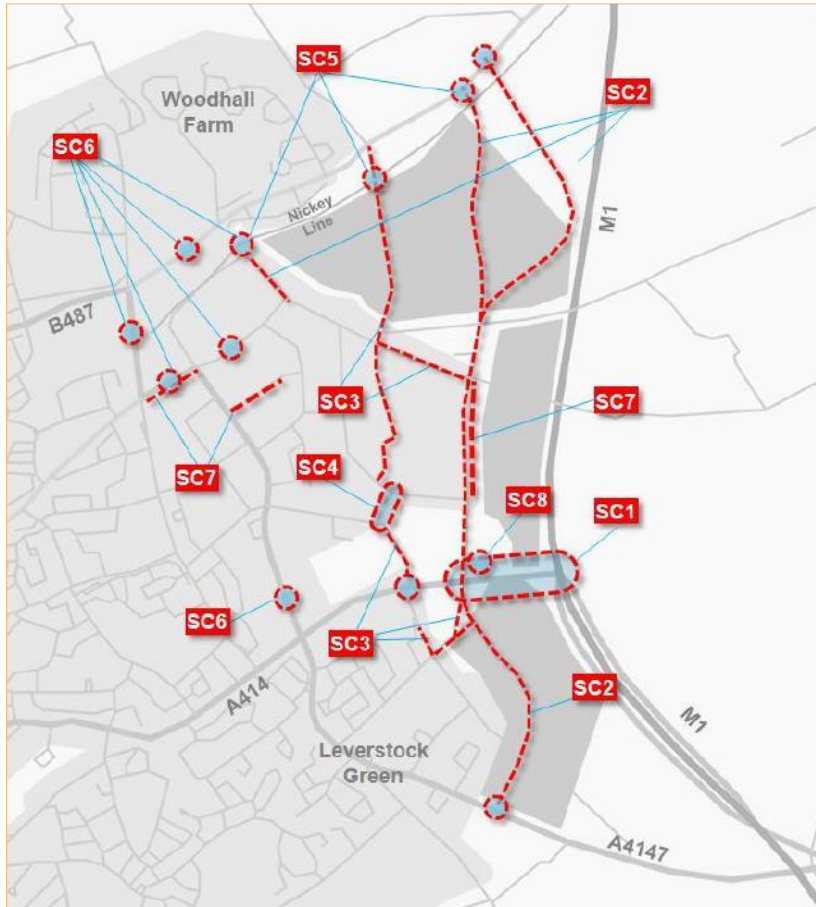 SC5
Woodhall
Farm
SC2
SC6
Nickey
Line
M1
B487
SC3
SC7
SC7
SC4
SC8
SC1
SC6
SC3
A414
SC2
M1
Leverstock
Green
A4147